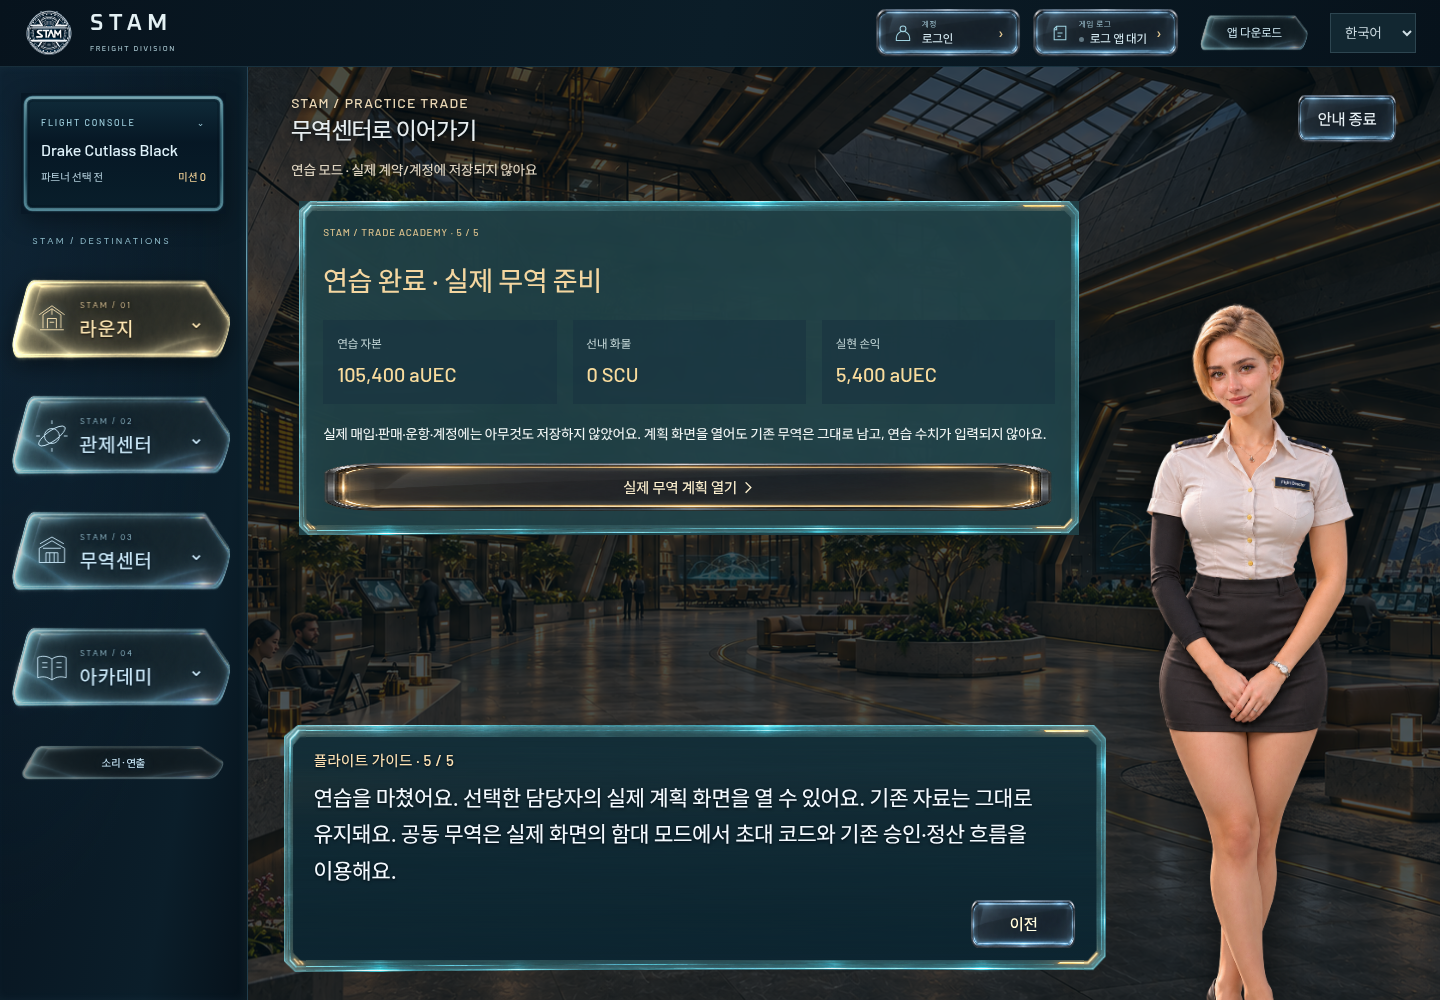 STAM
STAM
FREIGHT DIVISION
계정
로그인
게임 로그
로그 앱 대기
앱 다운로드
한국어
FLIGHT CONSOLE
Drake Cutlass Black
파트너 선택 전
미션 0
STAM / DESTINATIONS
STAM / 01
라운지
STAM / 02
관제센터
STAM / 03
무역센터
STAM / 04
아카데미
소리·연출
STAM / PRACTICE TRADE
무역센터로 이어가기
연습 모드 · 실제 계약/계정에 저장되지 않아요
안내 종료
STAM / TRADE ACADEMY · 5 / 5
연습 완료 · 실제 무역 준비
연습 자본
105,400 aUEC
선내 화물
0 SCU
실현 손익
5,400 aUEC
실제 매입·판매·운항·계정에는 아무것도 저장하지 않았어요. 계획 화면을 열어도 기존 무역은 그대로 남고, 연습 수치가 입력되지 않아요.
실제 무역 계획 열기
플라이트 가이드 · 5 / 5
연습을 마쳤어요. 선택한 담당자의 실제 계획 화면을 열 수 있어요. 기존 자료는 그대로
유지돼요. 공동 무역은 실제 화면의 함대 모드에서 초대 코드와 기존 승인·정산 흐름을
이용해요.
이전